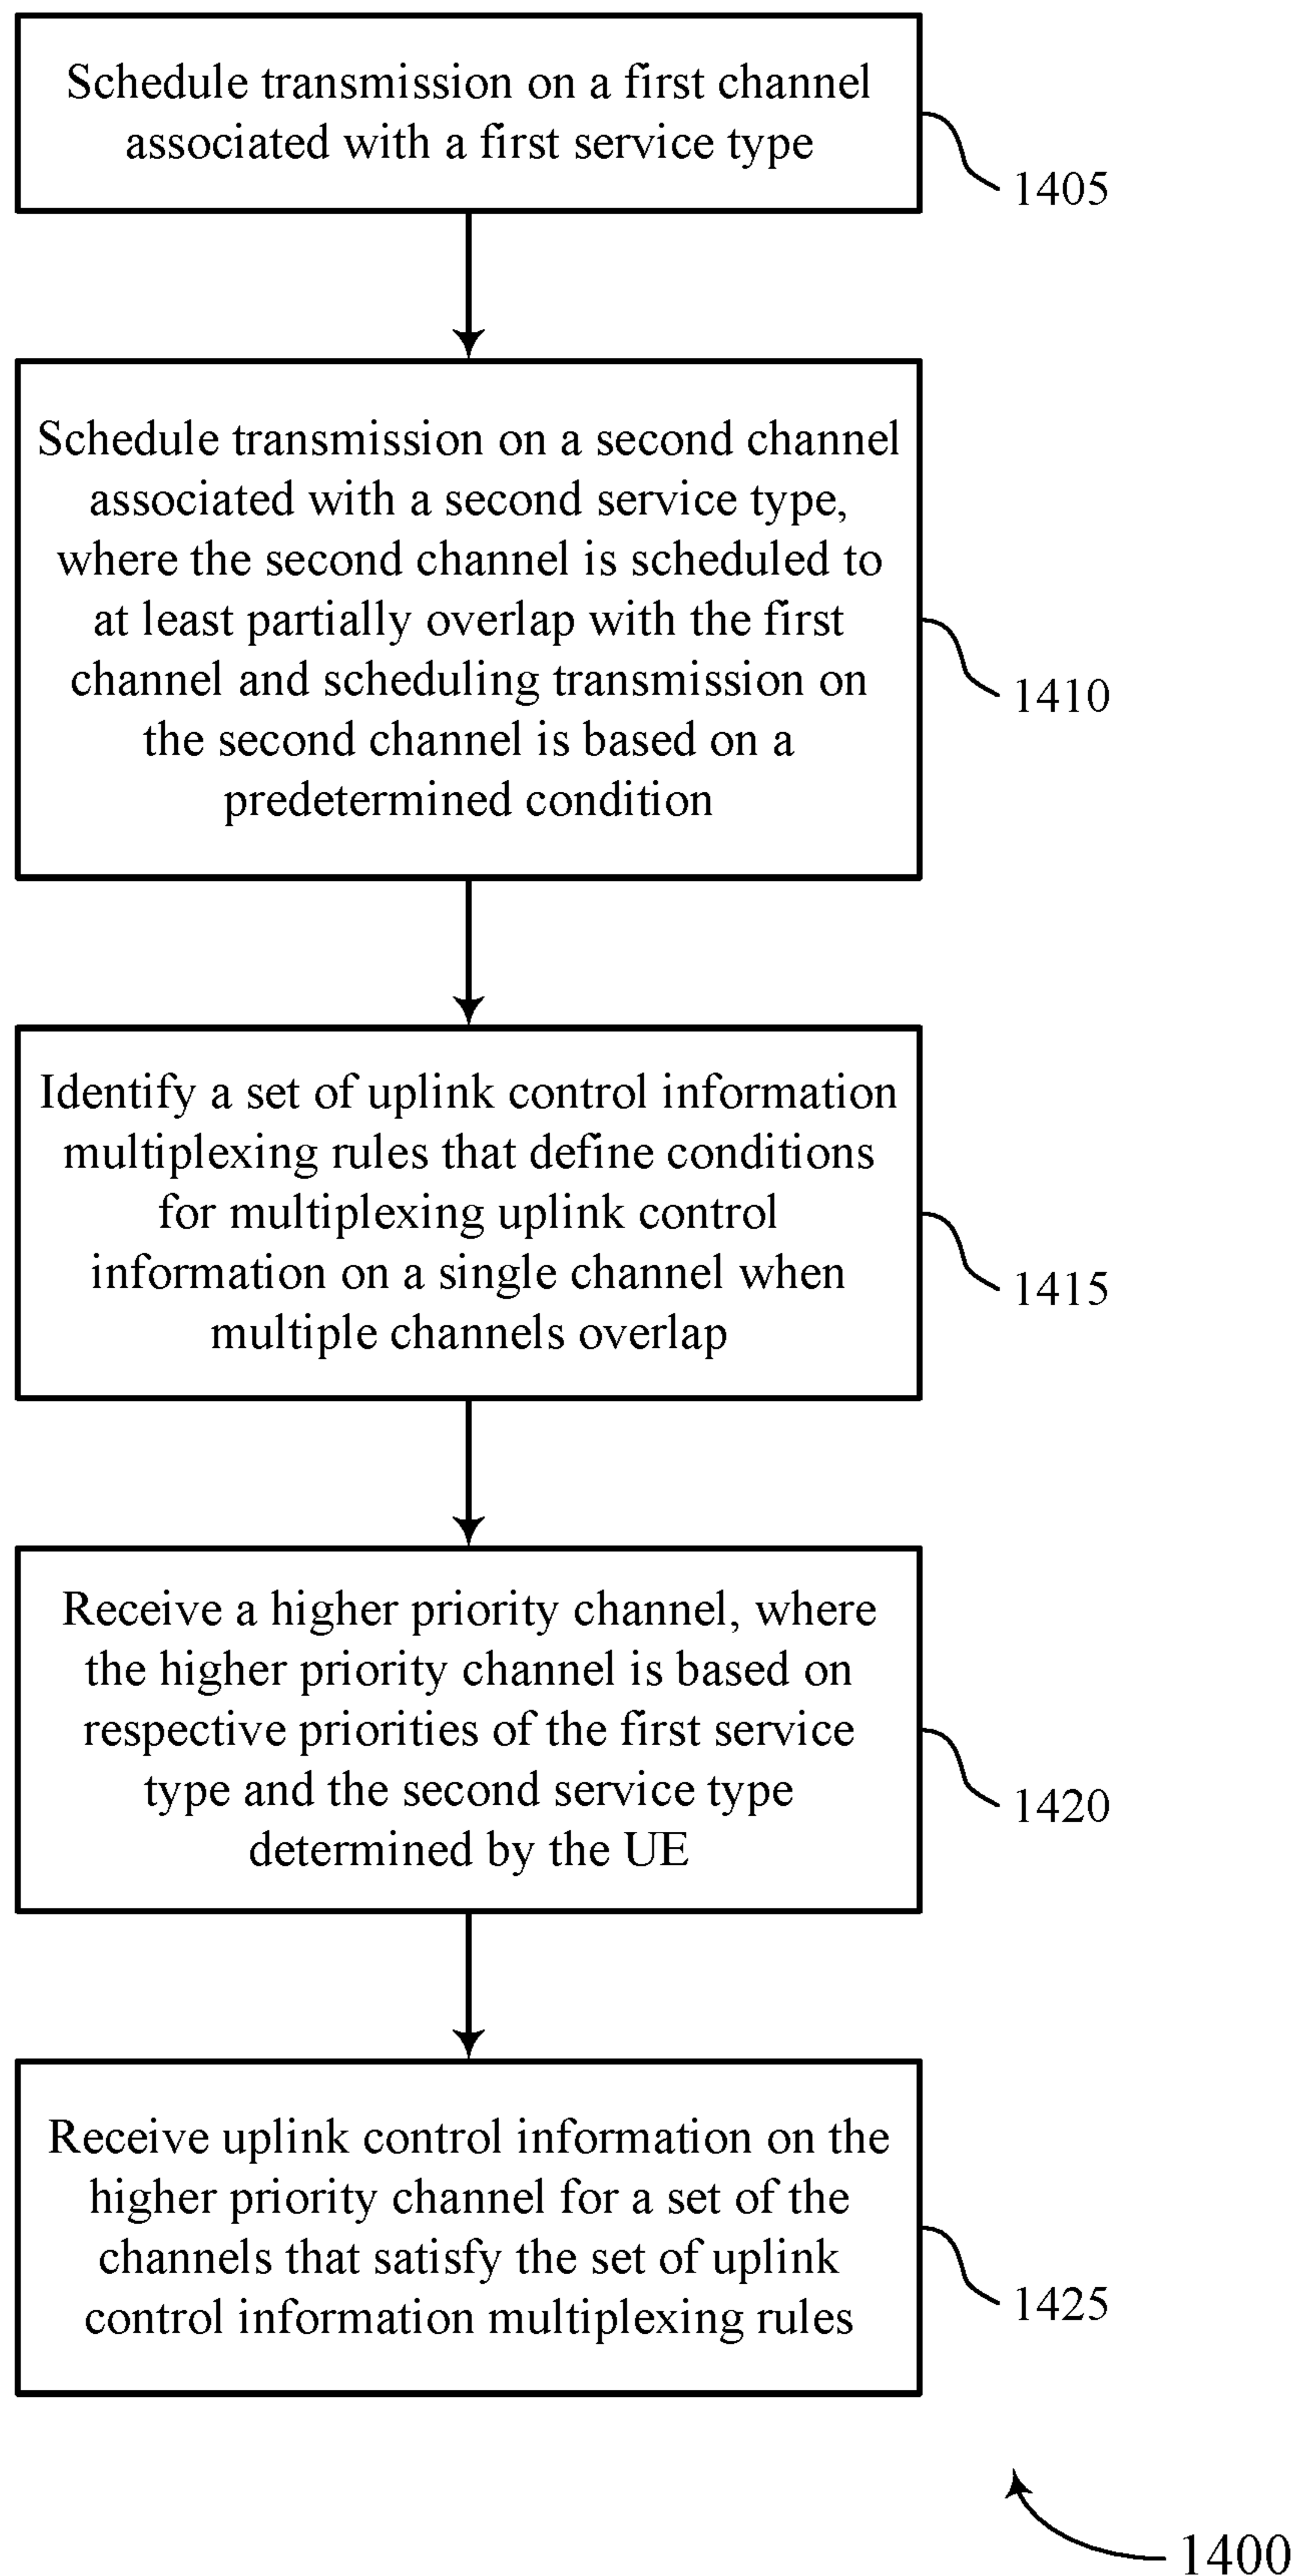 Schedule transmission on a first channel
associated with a first service type
1405
Schedule transmission on a second channel
associated with a second service type,
where the second channel is scheduled to
at least partially overlap with the first
channel and scheduling transmission on
the second channel is based on a
predetermined condition
1410
Identify a set of uplink control information
multiplexing rules that define conditions
for multiplexing uplink control
information on a single channel when
multiple channels overlap
1415
Receive a higher priority channel, where
the higher priority channel is based on
respective priorities of the first service
type and the second service type
determined by the UE
1420
Receive uplink control information on the
higher priority channel for a set of the
channels that satisfy the set of uplink
control information multiplexing rules
1425
1400